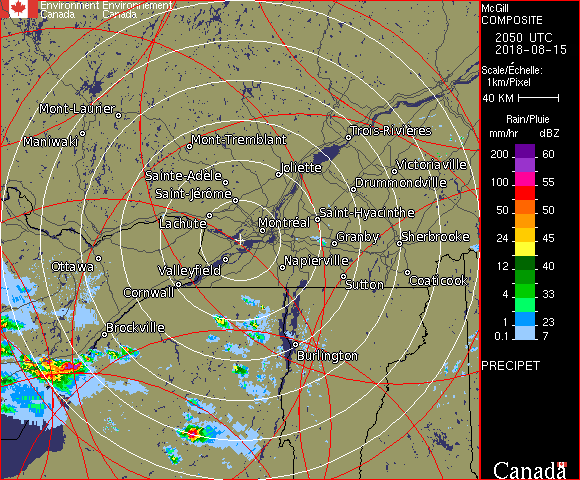 Environment Environnement
Canada Canada
McGill
COMPOSITE
2050 UTC
2018-08-15
Scale/Échelle:
1km/Pixel
40 KM
Rain/Pluie
mm/hr dBZ
200 60
100 55
50 50
24 45
12 40
4 33
1 23
0.1 7
PRECIPET
Canada
Mont-Laurier
Maniwaki
Mont-Tremblant
Trois-Rivières
Joliette
Victoriaville
Sainte-Adèle
Drummondville
Saint-Jérôme
Lachute
Saint-Hyacinthe
Montréal
Granby
Sherbrooke
Ottawa
Valleyfield
Napierville
Cornwall
Sutton
Coaticook
Brockville
Burlington